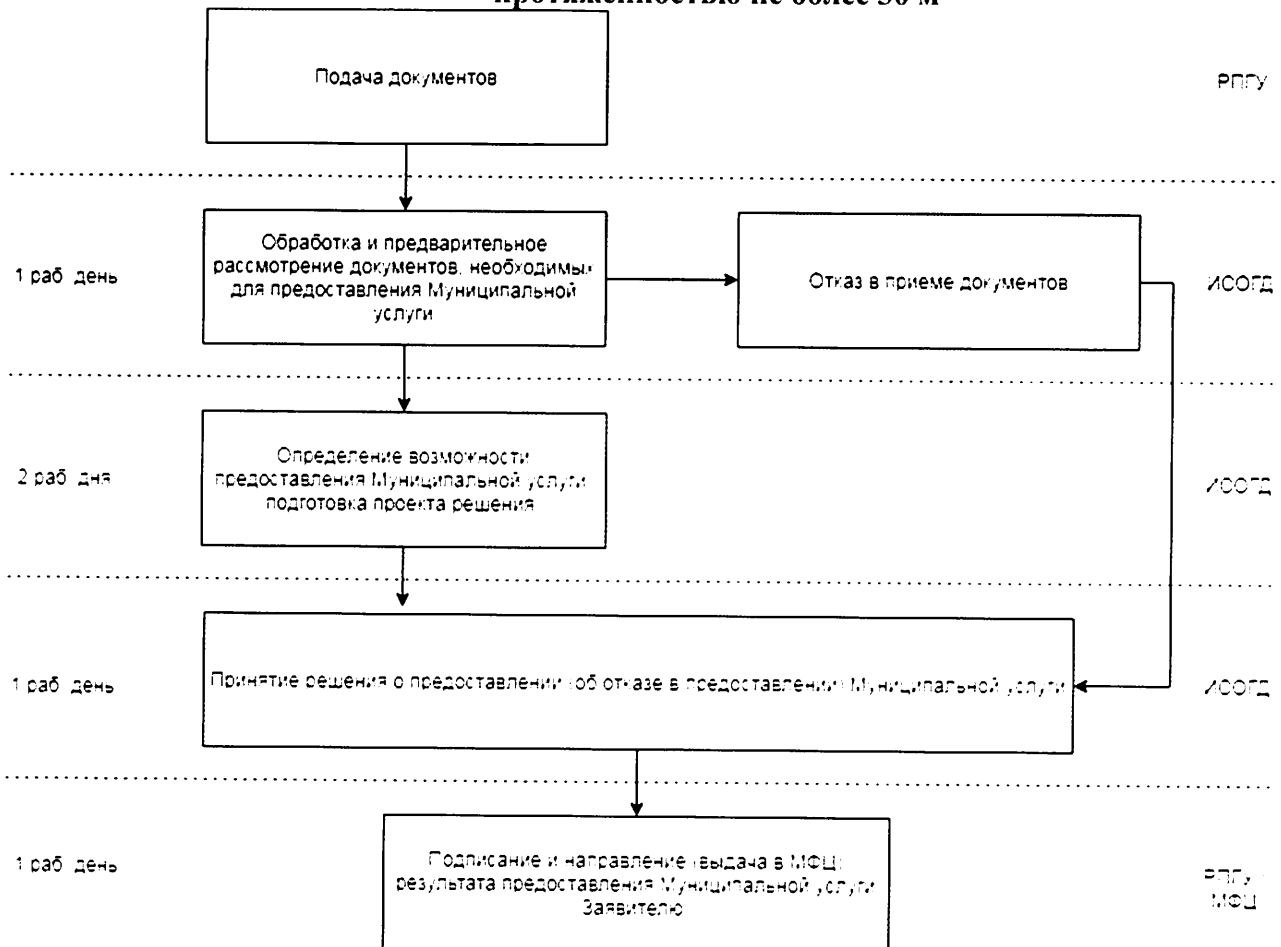 протяженностью не более 30 м
Подача документов
РПГУ
Обработка и предварительное
рассмотрение документов, необходимых
для предоставления Муниципальной
услуги
1 раб день
Отказ в приеме документов
ИСОГД
Определение возможности
предоставления Муниципальной услуги
подготовка проекта решения
2 раб дня
ИСОГД
1 раб день
Принятие решения о предоставлении (об отказе в предоставлении) Муниципальной услуги
ИСОГД
1 раб день
Подписание и направление (выдача в МФЦ)
результата предоставления Муниципальной услуги
Заявителю
РПГУ
МФЦ